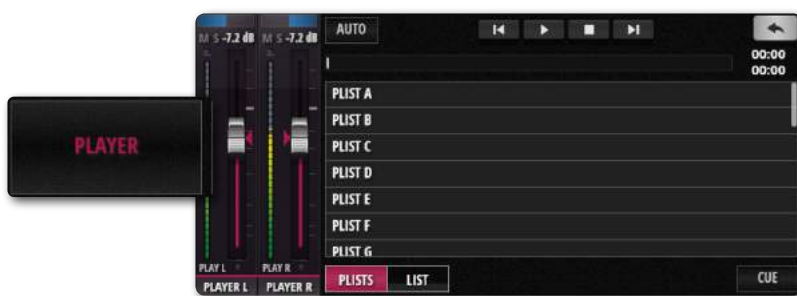 PLAYER
M S -7.2 dB M S -7.2 dB
PLAY L PLAY R
PLAYER L PLAYER R
AUTO
00:00
00:00
PLIST A
PLIST B
PLIST C
PLIST D
PLIST E
PLIST F
PLIST G
PLISTS LIST CUE